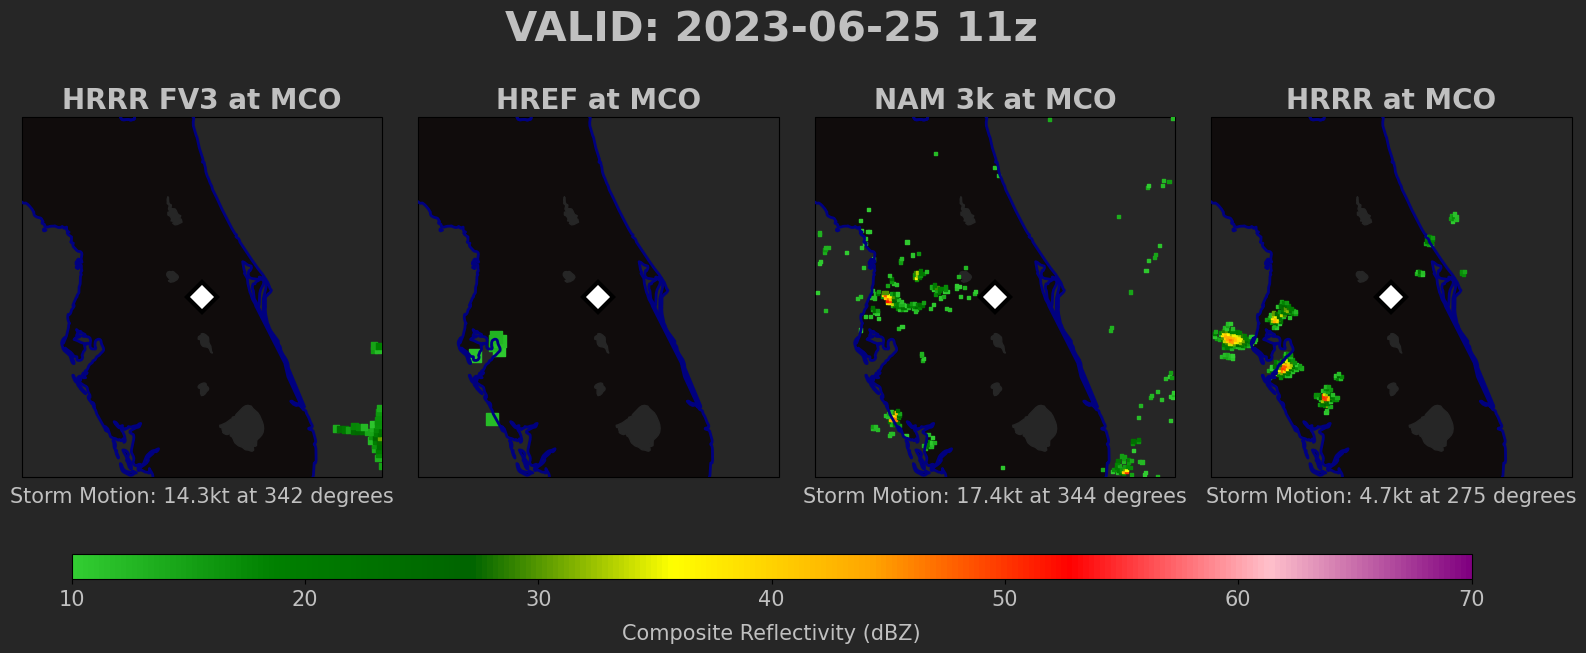 VALID: 2023-06-25 11z
HRRR FV3 at MCO
HREF at MCO
NAM 3k at MCO
HRRR at MCO
Storm Motion: 14.3kt at 342 degrees
Storm Motion: 17.4kt at 344 degrees
Storm Motion: 4.7kt at 275 degrees
10 20 30 40 50 60 70
Composite Reflectivity (dBZ)